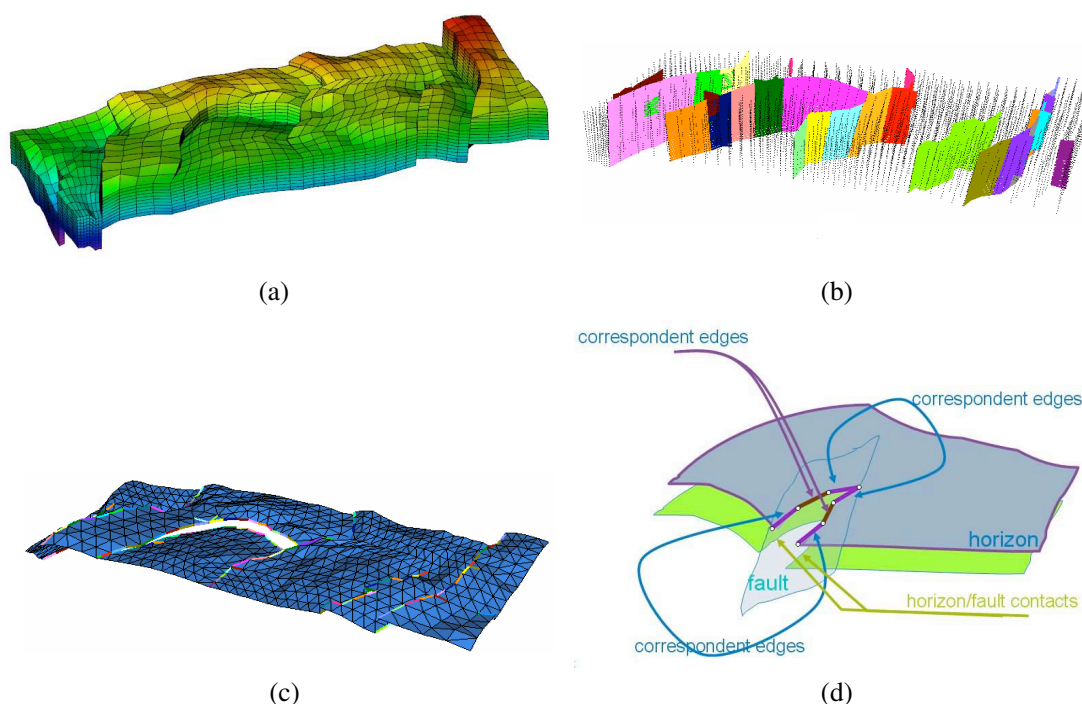 (a)
(b)
correspondent edges
correspondent edges
horizon
fault
horizon/fault contacts
correspondent edges
(c)
(d)